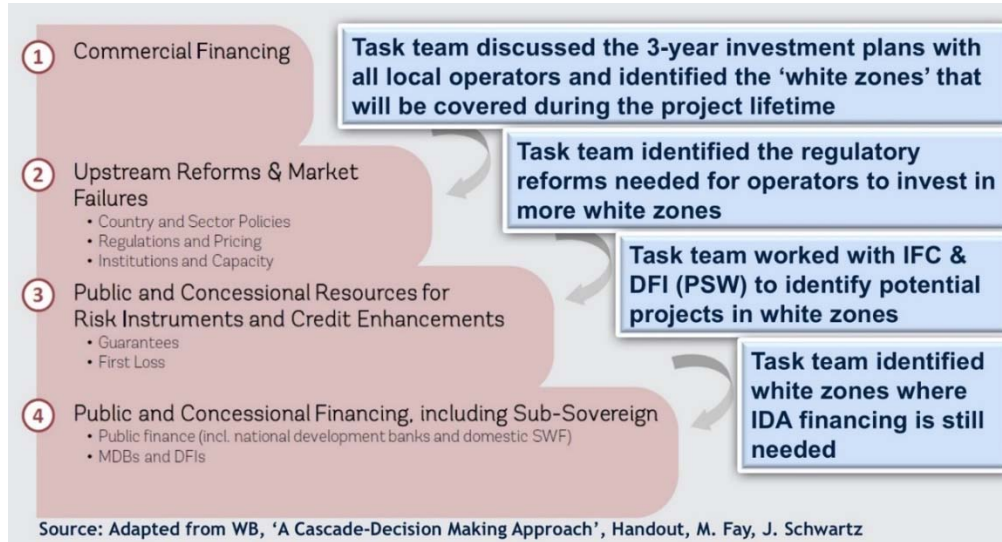 1
Commercial Financing
Task team discussed the 3-year investment plans with
all local operators and identified the ‘white zones’ that
will be covered during the project lifetime
2
Upstream Reforms & Market
Failures
• Country and Sector Policies
• Regulations and Pricing
• Institutions and Capacity
Task team identified the regulatory
reforms needed for operators to invest in
more white zones
3
Public and Concessional Resources for
Risk Instruments and Credit Enhancements
• Guarantees
• First Loss
Task team worked with IFC &
DFI (PSW) to identify potential
projects in white zones
4
Public and Concessional Financing, including Sub-Sovereign
• Public finance (incl. national development banks and domestic SWF)
• MDBs and DFIs
Task team identified
white zones where
IDA financing is still
needed
Source: Adapted from WB, ‘A Cascade-Decision Making Approach’, Handout, M. Fay, J. Schwartz